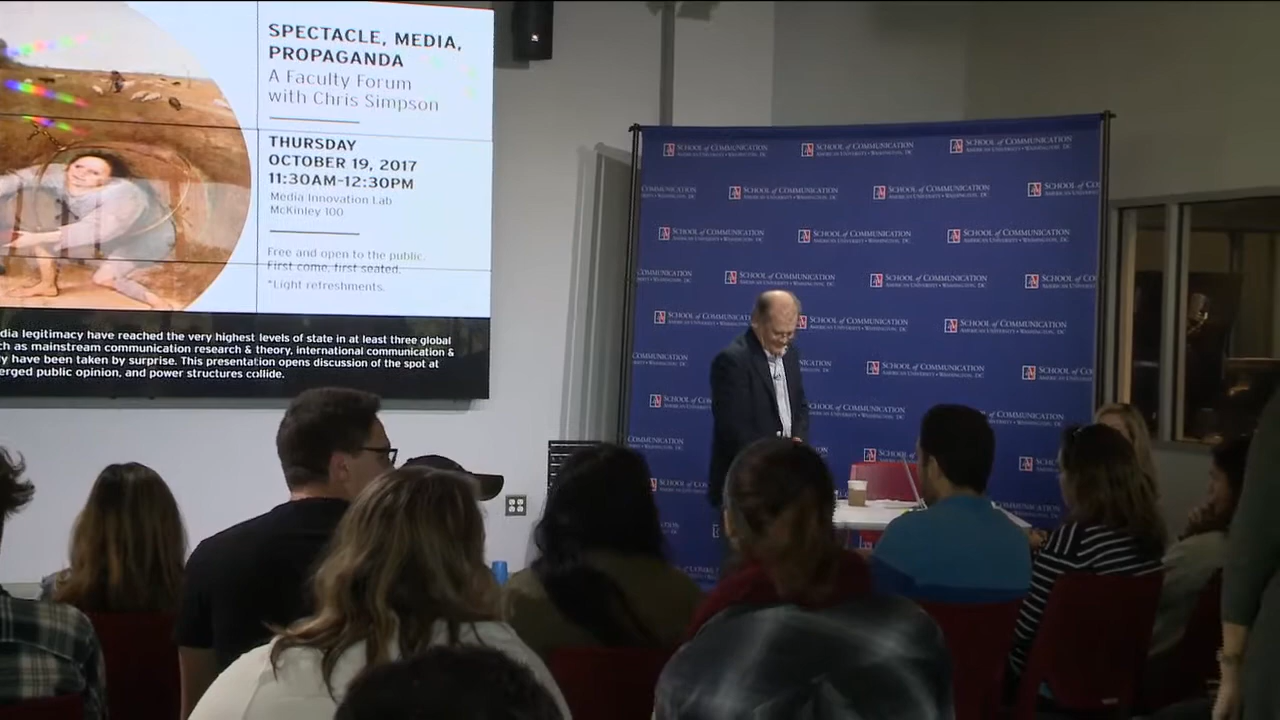 SPECTACLE, MEDIA,
PROPAGANDA
A Faculty Forum
with Chris Simpson
THURSDAY
OCTOBER 19, 2017
11:30AM-12:30PM
Media Innovation Lab
McKinley 100
Free and open to the public.
First come, first seated.
*Light refreshments.
dia legitimacy have reached the very highest levels of state in at least three global
ch as mainstream communication research & theory, international communication &
y have been taken by surprise. This presentation opens discussion of the spot at
erged public opinion, and power structures collide.
SCHOOL of COMMUNICATION
AMERICAN UNIVERSITY • WASHINGTON, DC